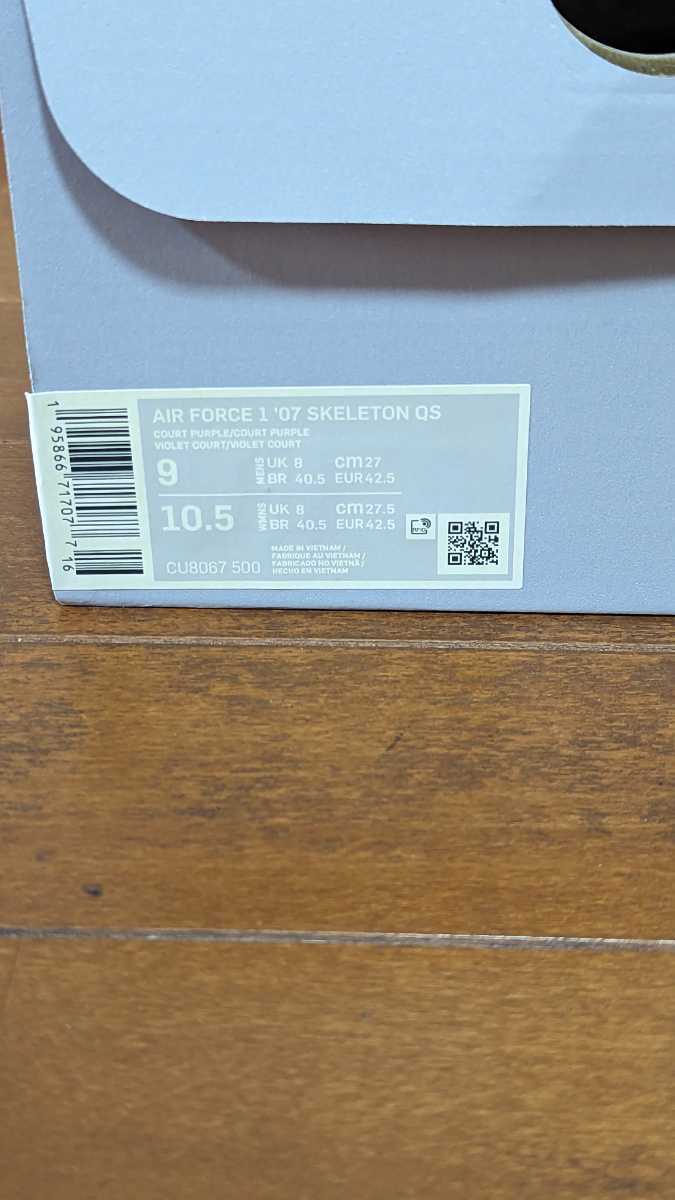 1 95866 71707 7 16
AIR FORCE 1 '07 SKELETON QS
COURT PURPLE/COURT PURPLE
VIOLET COURT/VIOLET COURT
9 MENS UK 8 cm 27
BR 40.5 EUR 42.5
10.5 WMNS UK 8 cm 27.5
BR 40.5 EUR 42.5
RFID
CU8067 500
MADE IN VIETNAM /
FABRIQUE AU VIETNAM /
FABRICADO NO VIETNÃ /
HECHO EN VIETNAM